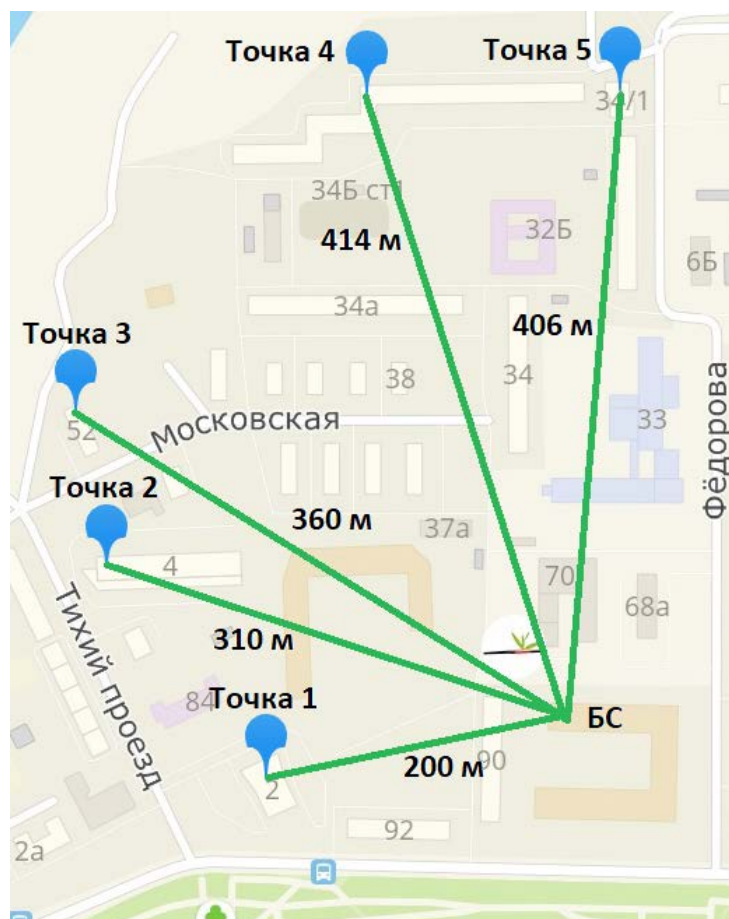 Точка 4
Точка 5
34/1
34Б ст1
32Б
414 м
6Б
34а
Точка 3
406 м
38
34
52
Московская
33
Фёдорова
Точка 2
360 м
37а
4
70
68а
Тихий проезд
310 м
84
Точка 1
БС
200 м
90
2
92
2а